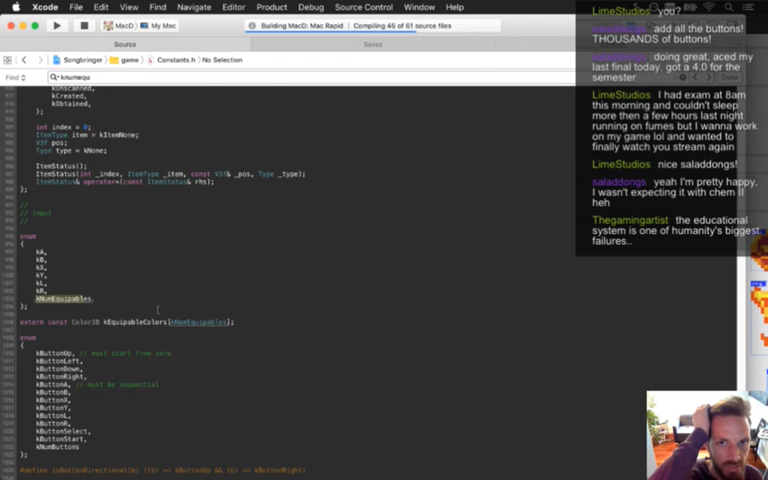 Xcode File Edit View Find Navigate Editor Product Debug Source Control Window Help
MacD My Mac
Building MacD: Mac Rapid Compiling 46 of 61 source files
Source Saves
Songbringer game Constants.h No Selection
Find knumequ Done
kUnscanned,
kCreated,
kObtained,
};
int index = 0;
ItemType item = kItemNone;
V3f pos;
Type type = kNone;
ItemStatus();
ItemStatus(int _index, ItemType _item, const V3f& _pos, Type _type);
ItemStatus& operator=(const ItemStatus& rhs);
};
//
// input
//
enum
{
kA,
kB,
kX,
kY,
kL,
kR,
kNumEquipables,
};
extern const Color3B kEquipableColors[kNumEquipables];
enum
{
kButtonUp, // must start from zero
kButtonLeft,
kButtonDown,
kButtonRight,
kButtonA, // must be sequential
kButtonB,
kButtonX,
kButtonY,
kButtonL,
kButtonR,
kButtonSelect,
kButtonStart,
kNumButtons
};
#define isButtonDirectional(b) ((b) >= kButtonUp && (b) <= kButtonRight)
LimeStudios you?
add all the buttons!
THOUSANDS of buttons!
doing great, aced my
last final today, got a 4.0 for the
semester
LimeStudios I had exam at 8am
this morning and couldn't sleep
more then a few hours last night
running on fumes but I wanna work
on my game lol and wanted to
finally watch you stream again
LimeStudios nice saladdongs!
saladdongs yeah I'm pretty happy,
I wasn't expecting it with chem II
heh
Thegamingartist the educational
system is one of humanity's biggest
failures..